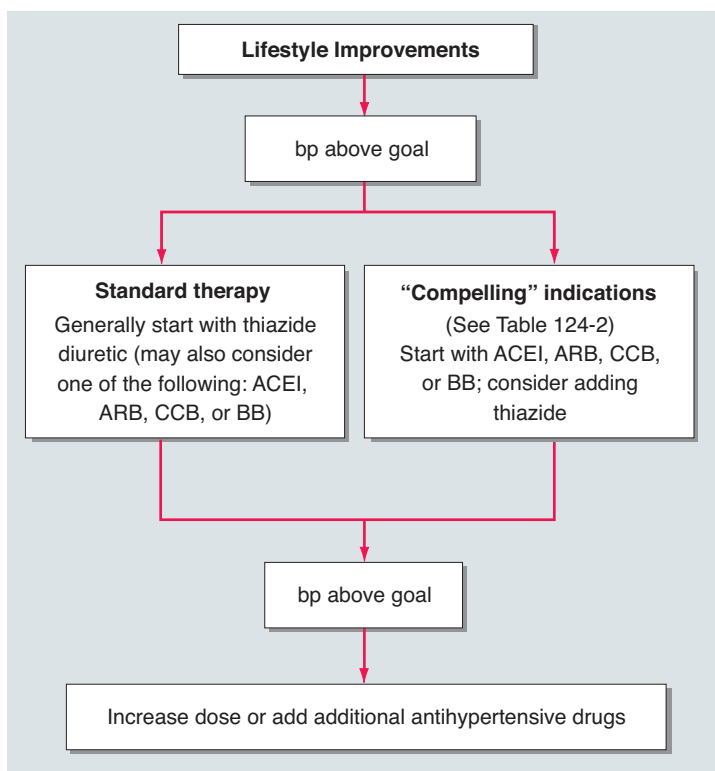 Lifestyle Improvements
bp above goal
Standard therapy
Generally start with thiazide
diuretic (may also consider
one of the following: ACEI,
ARB, CCB, or BB)
“Compelling” indications
(See Table 124-2)
Start with ACEI, ARB, CCB,
or BB; consider adding
thiazide
bp above goal
Increase dose or add additional antihypertensive drugs